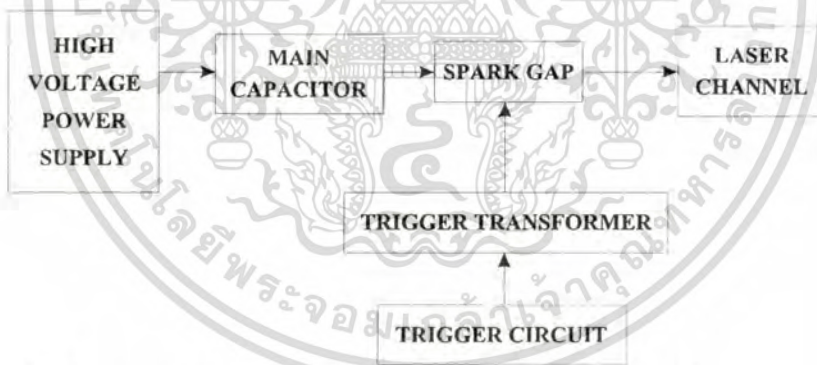 HIGH
VOLTAGE
POWER
SUPPLY
MAIN
CAPACITOR
SPARK GAP
LASER
CHANNEL
TRIGGER TRANSFORMER
TRIGGER CIRCUIT